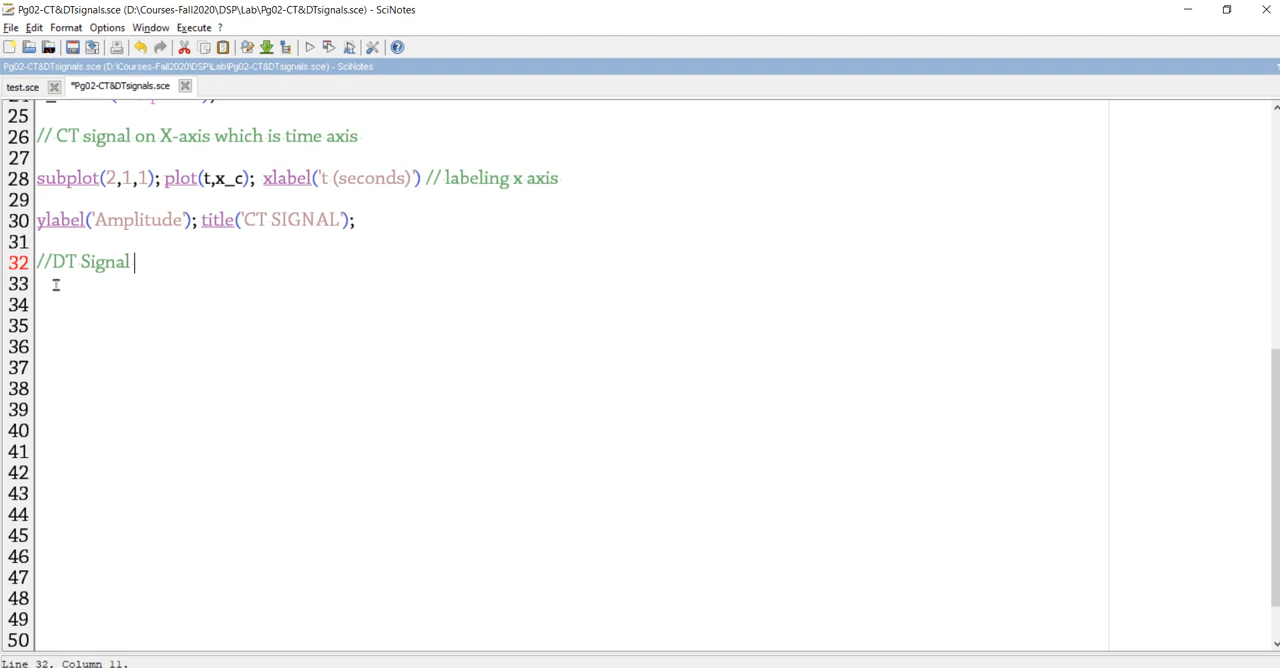 Pg02-CT&DTsignals.sce (D:\Courses-Fall2020\DSP\Lab\Pg02-CT&DTsignals.sce) - SciNotes
File Edit Format Options Window Execute ?
Pg02-CT&DTsignals.sce (D:\Courses-Fall2020\DSP\Lab\Pg02-CT&DTsignals.sce) - SciNotes
test.sce *Pg02-CT&DTsignals.sce
25
26 // CT signal on X-axis which is time axis
27
28 subplot(2,1,1); plot(t,x_c); xlabel('t (seconds)') // labeling x axis
29
30 ylabel('Amplitude'); title('CT SIGNAL');
31
32 //DT Signal
33
34
35
36
37
38
39
40
41
42
43
44
45
46
47
48
49
50
Line 32, Column 11.